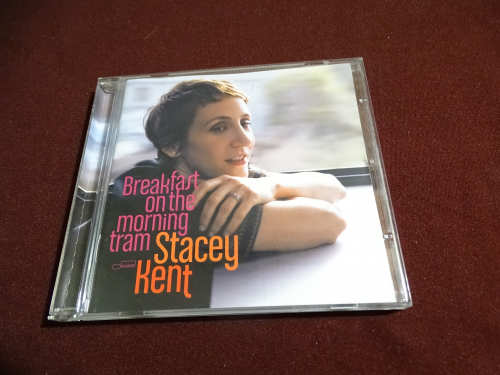 Breakfast
on the
morning
tram Stacey
Kent